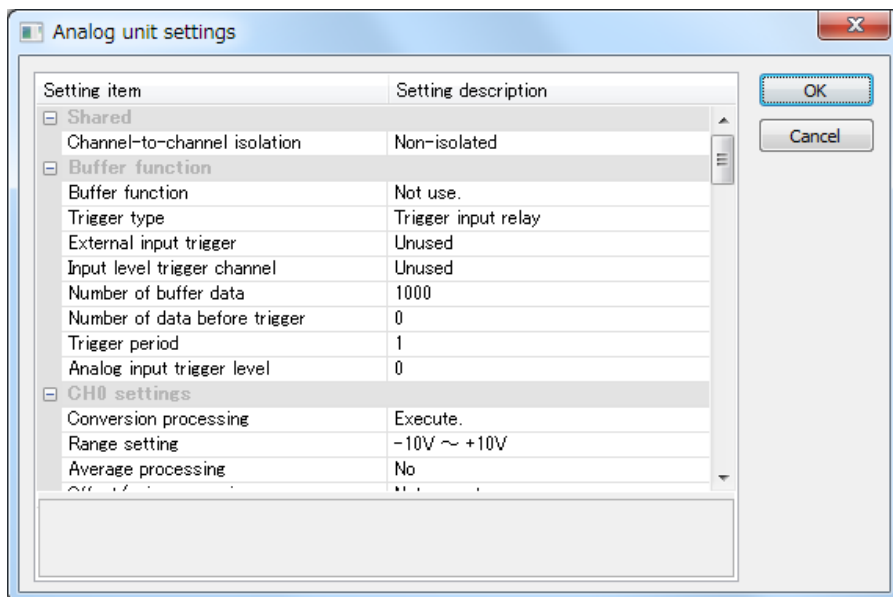 Analog unit settings
Setting item Setting description
Shared
Channel-to-channel isolation Non-isolated
Buffer function
Buffer function Not use.
Trigger type Trigger input relay
External input trigger Unused
Input level trigger channel Unused
Number of buffer data 1000
Number of data before trigger 0
Trigger period 1
Analog input trigger level 0
CH0 settings
Conversion processing Execute.
Range setting -10V ～ +10V
Average processing No
OK
Cancel